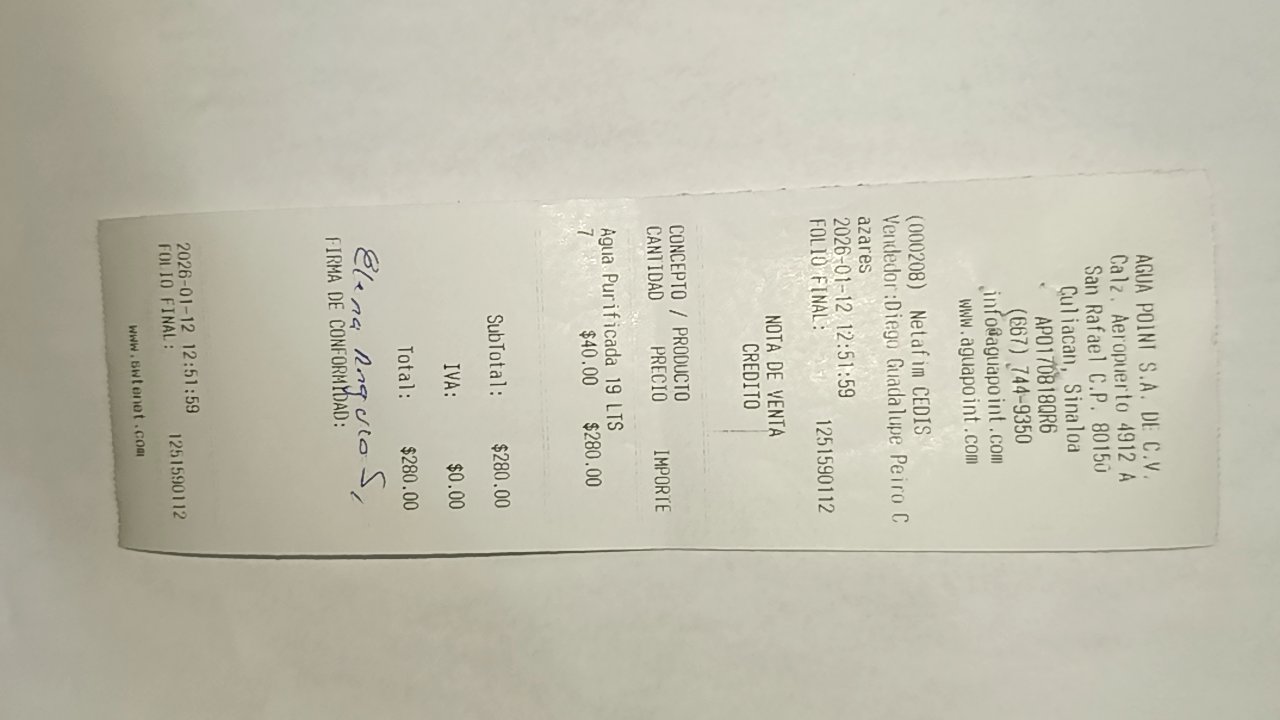 AGUA POINT S.A. DE C.V.
Calz. Aeropuerto 4912 A
San Rafael C.P. 80150
Culiacan, Sinaloa
APO170818QR6
(667) 744-9350
info@aguapoint.com
www.aguapoint.com
(000208) Netafim CEDIS
Vendedor:Diego Guadalupe Peiro C
azares
2026-01-12 12:51:59
FOLIO FINAL: 1251590112
NOTA DE VENTA
CREDITO
CONCEPTO / PRODUCTO
CANTIDAD PRECIO IMPORTE
Agua Purificada 19 LTS
7 $40.00 $280.00
SubTotal: $280.00
IVA: $0.00
Total: $280.00
Elena Angulo S.
FIRMA DE CONFORMIDAD:
2026-01-12 12:51:59
FOLIO FINAL: 1251590112
www.ewtonot.com